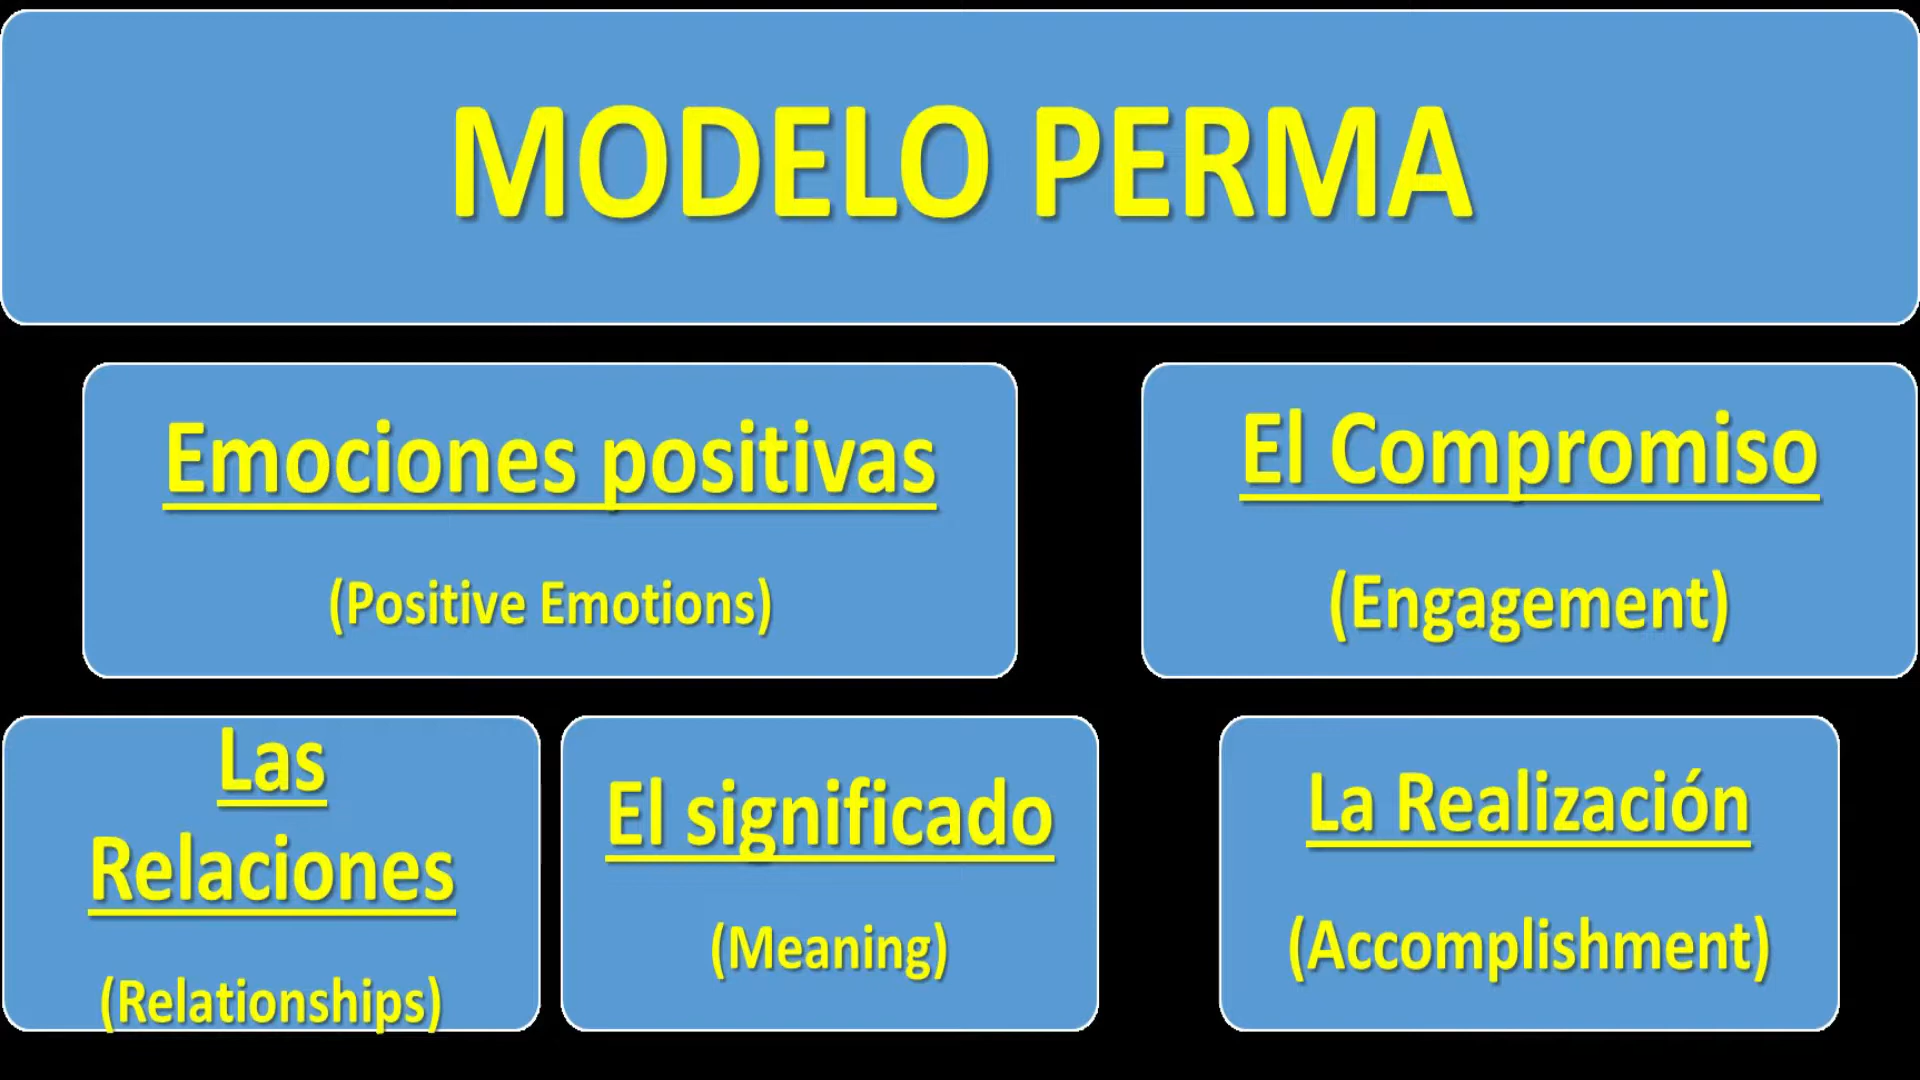 MODELO PERMA
Emociones positivas
(Positive Emotions)
El Compromiso
(Engagement)
Las
Relaciones
(Relationships)
El significado
(Meaning)
La Realización
(Accomplishment)